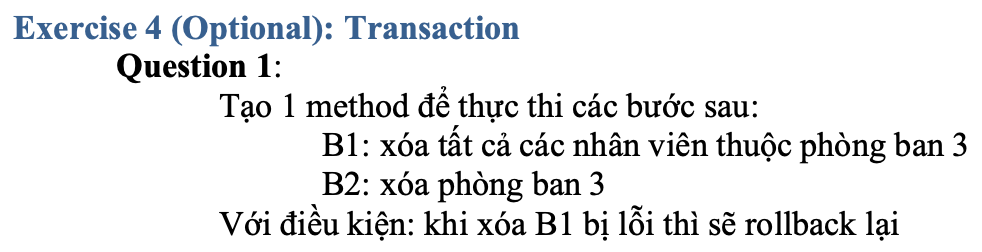 Exercise 4 (Optional): Transaction
Question 1:
Tạo 1 method để thực thi các bước sau:
B1: xóa tất cả các nhân viên thuộc phòng ban 3
B2: xóa phòng ban 3
Với điều kiện: khi xóa B1 bị lỗi thì sẽ rollback lại